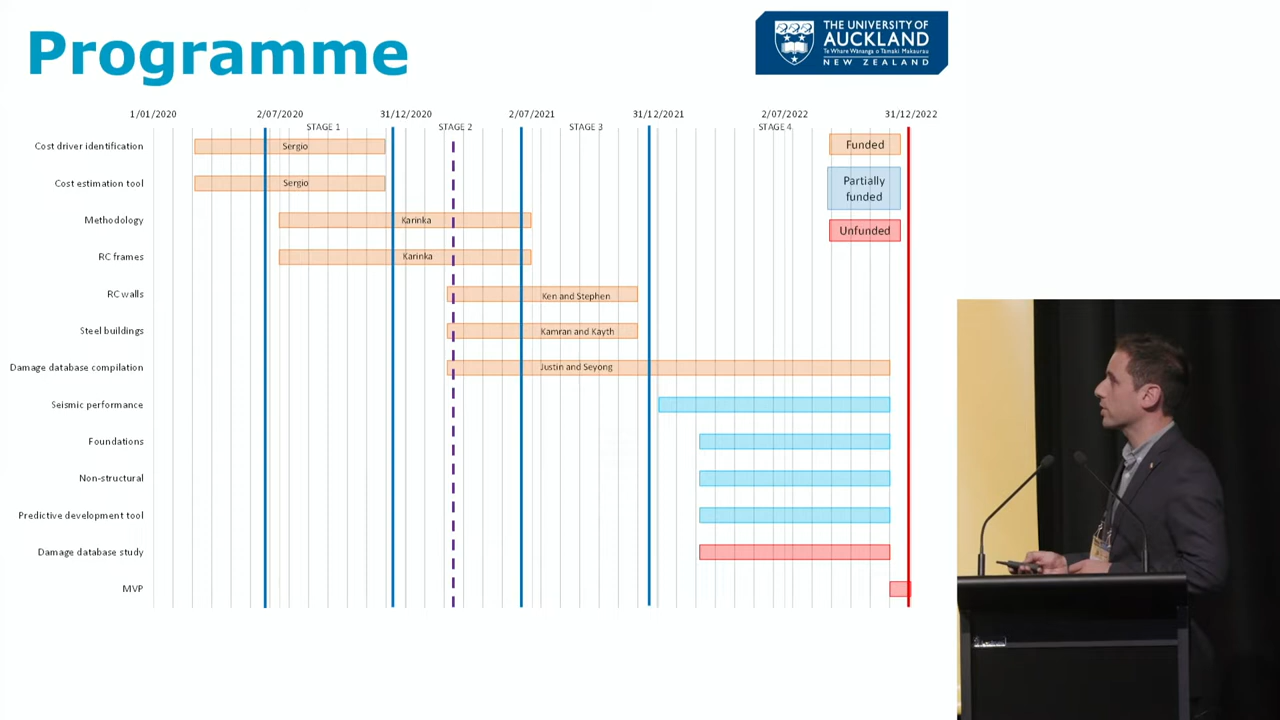 Programme
THE UNIVERSITY OF
AUCKLAND
Te Whare Wānanga o Tāmaki Makaurau
NEW ZEALAND
1/01/2020 2/07/2020 31/12/2020 2/07/2021 31/12/2021 2/07/2022 31/12/2022
STAGE 1 STAGE 2 STAGE 3 STAGE 4
Cost driver identification Sergio Funded
Cost estimation tool Sergio Partially
funded
Methodology Karinka
Unfunded
RC frames Karinka
RC walls Ken and Stephen
Steel buildings Kamran and Kayth
Damage database compilation Justin and Seyong
Seismic performance
Foundations
Non-structural
Predictive development tool
Damage database study
MVP